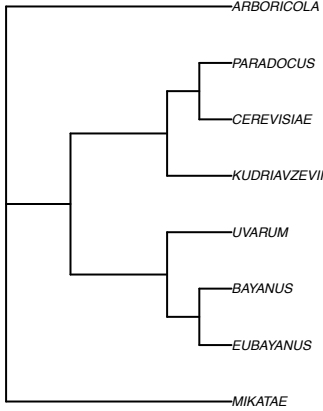 ARBORICOLA
PARADOCUS
CEREVISIAE
KUDRIAVZEVII
UVARUM
BAYANUS
EUBAYANUS
MIKATAE